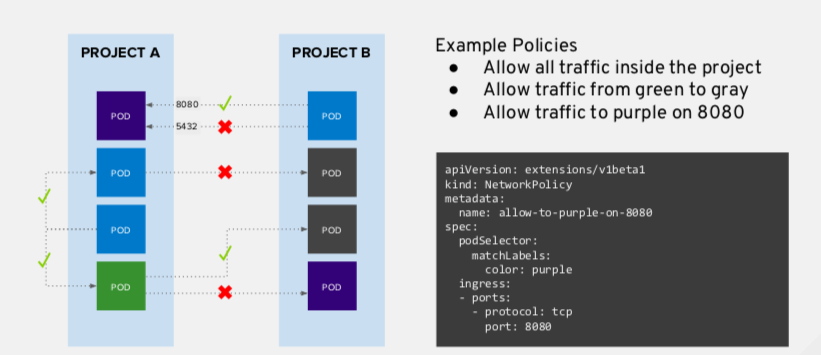 PROJECT A
PROJECT B
POD
8080
5432
POD
POD
POD
POD
POD
POD
POD
Example Policies
● Allow all traffic inside the project
● Allow traffic from green to gray
● Allow traffic to purple on 8080
apiVersion: extensions/v1beta1
kind: NetworkPolicy
metadata:
  name: allow-to-purple-on-8080
spec:
  podSelector:
    matchLabels:
      color: purple
  ingress:
  - ports:
    - protocol: tcp
      port: 8080